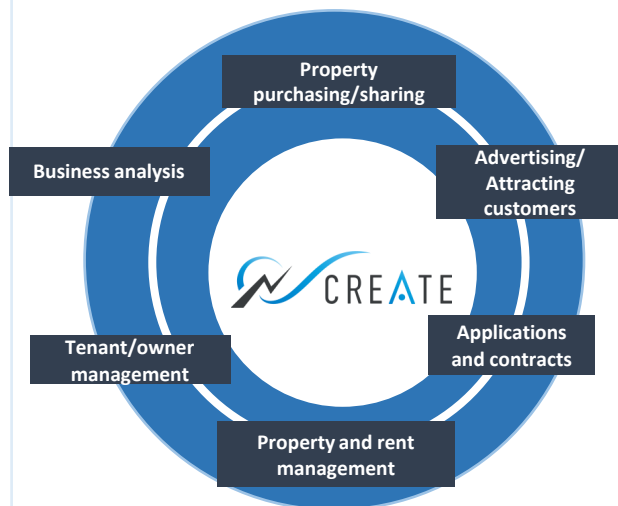 Property
purchasing/sharing
Business analysis
Advertising/
Attracting
customers
CREATE
Tenant/owner
management
Applications
and contracts
Property and rent
management